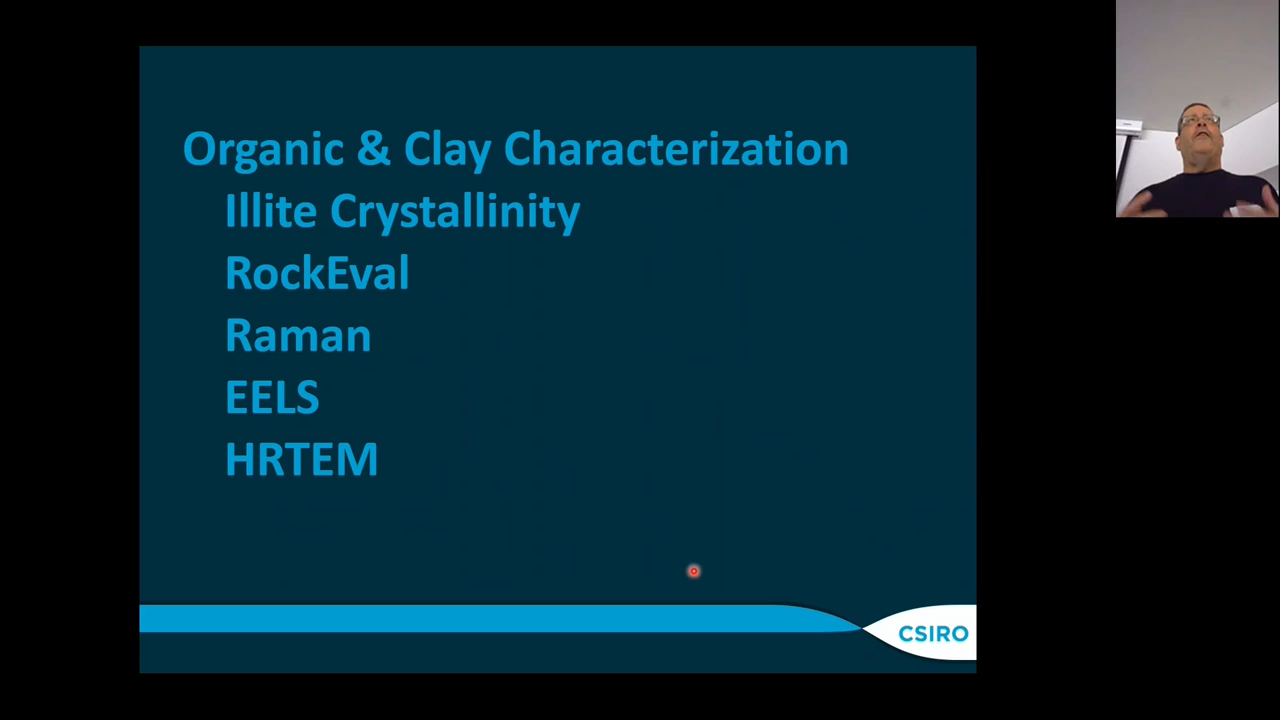 Organic & Clay Characterization
Illite Crystallinity
RockEval
Raman
EELS
HRTEM
CSIRO